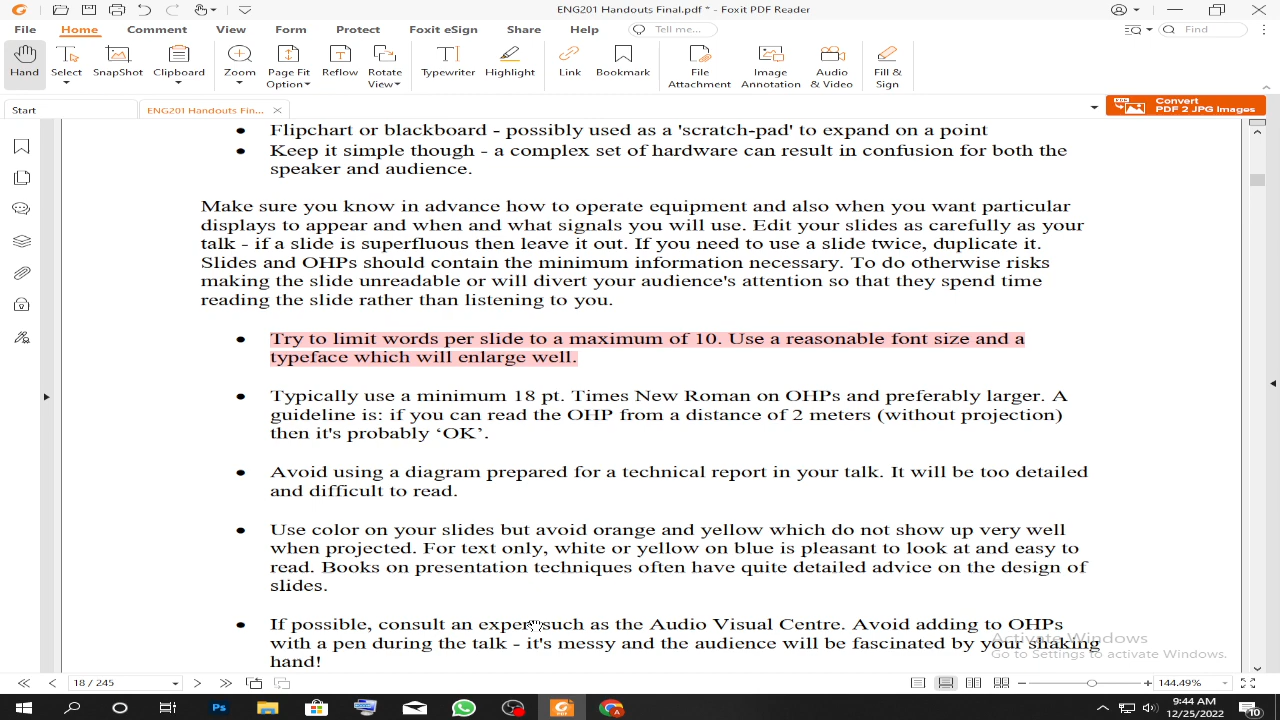 ENG201 Handouts Final.pdf * - Foxit PDF Reader
File Home Comment View Form Protect Foxit eSign Share Help Tell me... Find
Hand Select SnapShot Clipboard Zoom Page Fit Option Reflow Rotate View Typewriter Highlight Link Bookmark File Attachment Image Annotation Audio & Video Fill & Sign
Start ENG201 Handouts Fin...
Convert
PDF 2 JPG Images
• Flipchart or blackboard - possibly used as a 'scratch-pad' to expand on a point
• Keep it simple though - a complex set of hardware can result in confusion for both the
speaker and audience.
Make sure you know in advance how to operate equipment and also when you want particular
displays to appear and when and what signals you will use. Edit your slides as carefully as your
talk - if a slide is superfluous then leave it out. If you need to use a slide twice, duplicate it.
Slides and OHPs should contain the minimum information necessary. To do otherwise risks
making the slide unreadable or will divert your audience's attention so that they spend time
reading the slide rather than listening to you.
• Try to limit words per slide to a maximum of 10. Use a reasonable font size and a
typeface which will enlarge well.
• Typically use a minimum 18 pt. Times New Roman on OHPs and preferably larger. A
guideline is: if you can read the OHP from a distance of 2 meters (without projection)
then it's probably ‘OK’.
• Avoid using a diagram prepared for a technical report in your talk. It will be too detailed
and difficult to read.
• Use color on your slides but avoid orange and yellow which do not show up very well
when projected. For text only, white or yellow on blue is pleasant to look at and easy to
read. Books on presentation techniques often have quite detailed advice on the design of
slides.
• If possible, consult an expert such as the Audio Visual Centre. Avoid adding to OHPs
with a pen during the talk - it's messy and the audience will be fascinated by your shaking
hand!
Activate Windows
Go to Settings to activate Windows.
18 / 245
144.49%
Ps
9:44 AM
12/25/2022
10